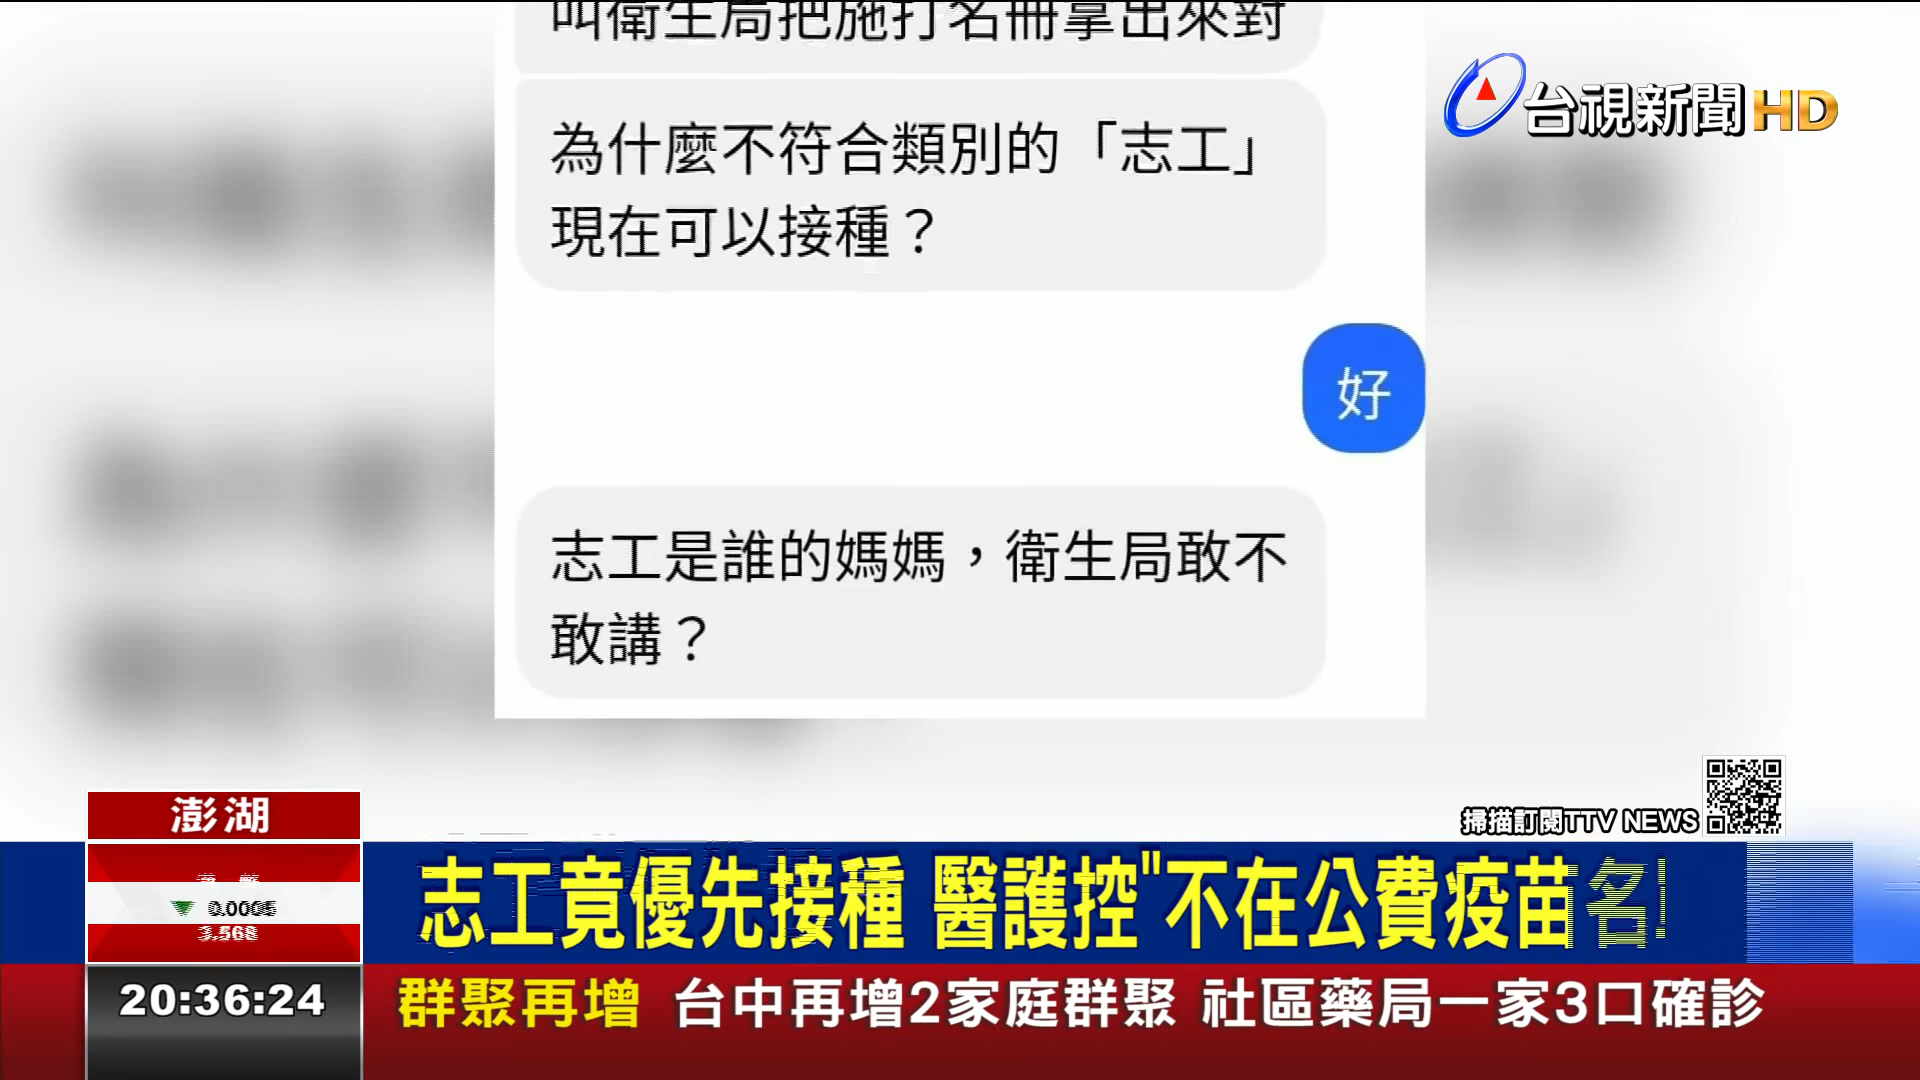 叫衛生局把施打名冊拿出來對
為什麼不符合類別的「志工」
現在可以接種？
好
志工是誰的媽媽，衛生局敢不
敢講？
台視新聞HD
掃描訂閱TTV NEWS
澎湖
0.0005
3.568
20:36:24
志工竟優先接種 醫護控"不在公費疫苗名
群聚再增 台中再增2家庭群聚 社區藥局一家3口確診